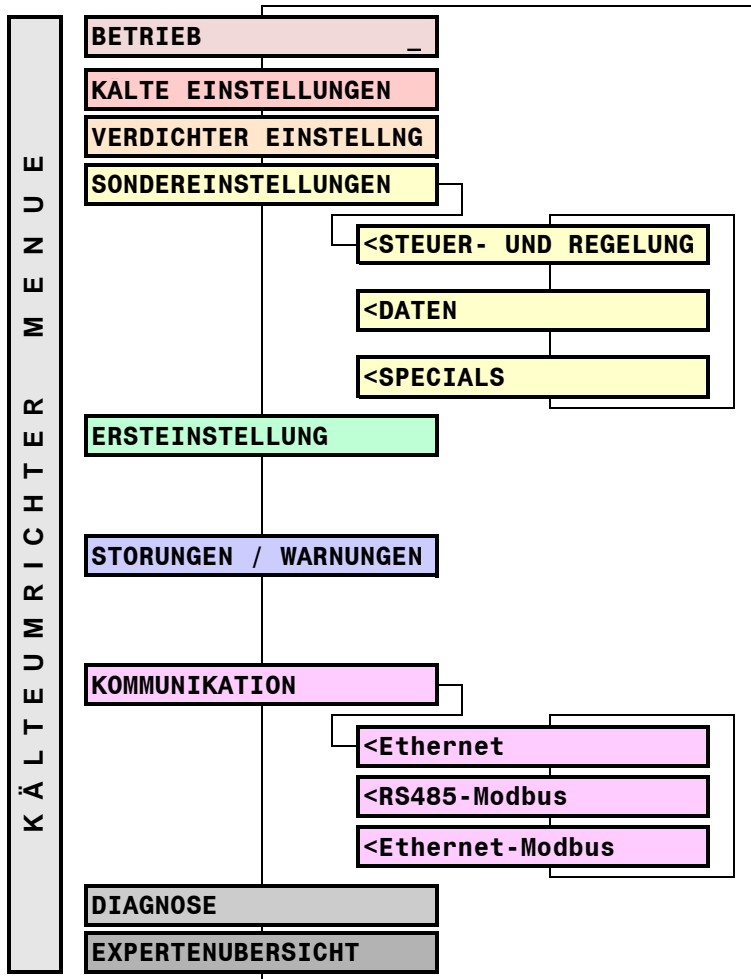 KÄLTEUMRICHTER MENUE
BETRIEB _
KALTE EINSTELLUNGEN
VERDICHTER EINSTELLNG
SONDEREINSTELLUNGEN
<STEUER- UND REGELUNG
<DATEN
<SPECIALS
ERSTEINSTELLUNG
STORUNGEN / WARNUNGEN
KOMMUNIKATION
<Ethernet
<RS485-Modbus
<Ethernet-Modbus
DIAGNOSE
EXPERTENUBERSICHT